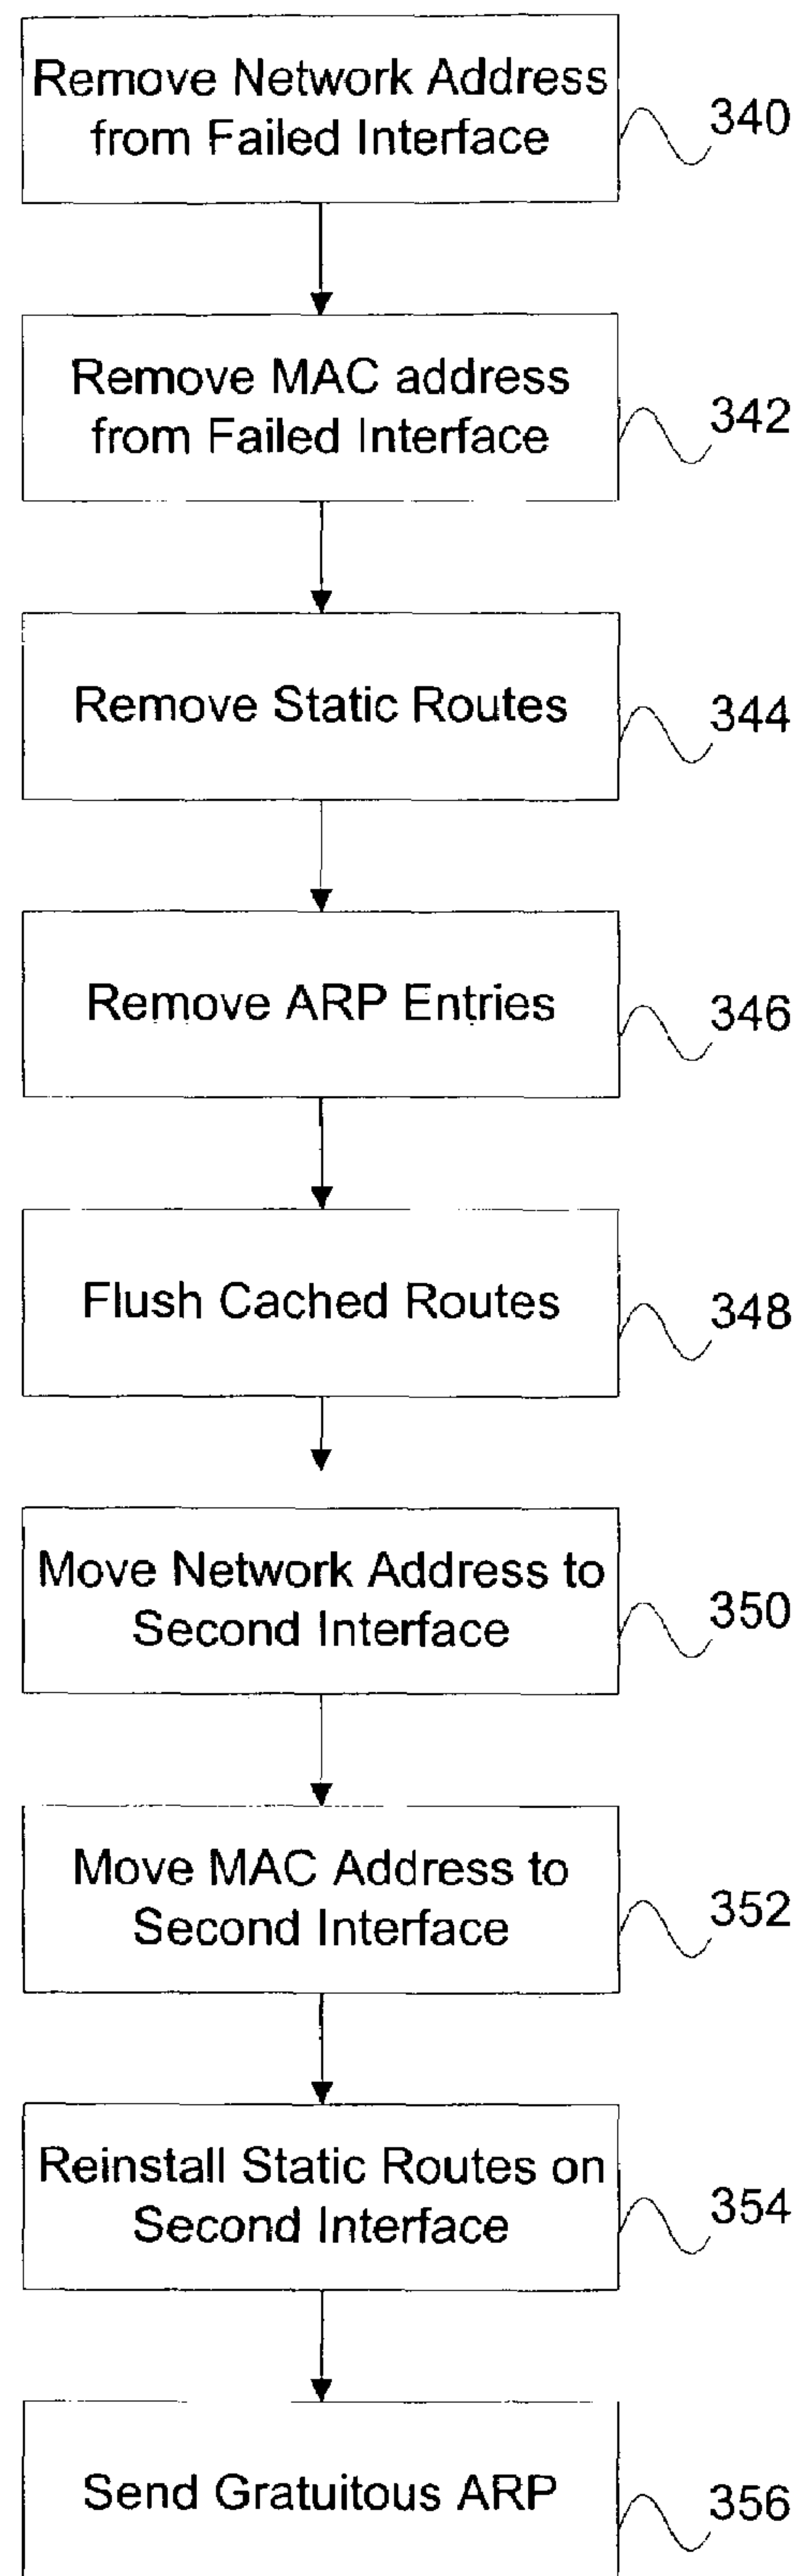 Remove Network Address
from Failed Interface
340
Remove MAC address
from Failed Interface
342
Remove Static Routes
344
Remove ARP Entries
346
Flush Cached Routes
348
Move Network Address to
Second Interface
350
Move MAC Address to
Second Interface
352
Reinstall Static Routes on
Second Interface
354
Send Gratuitous ARP
356